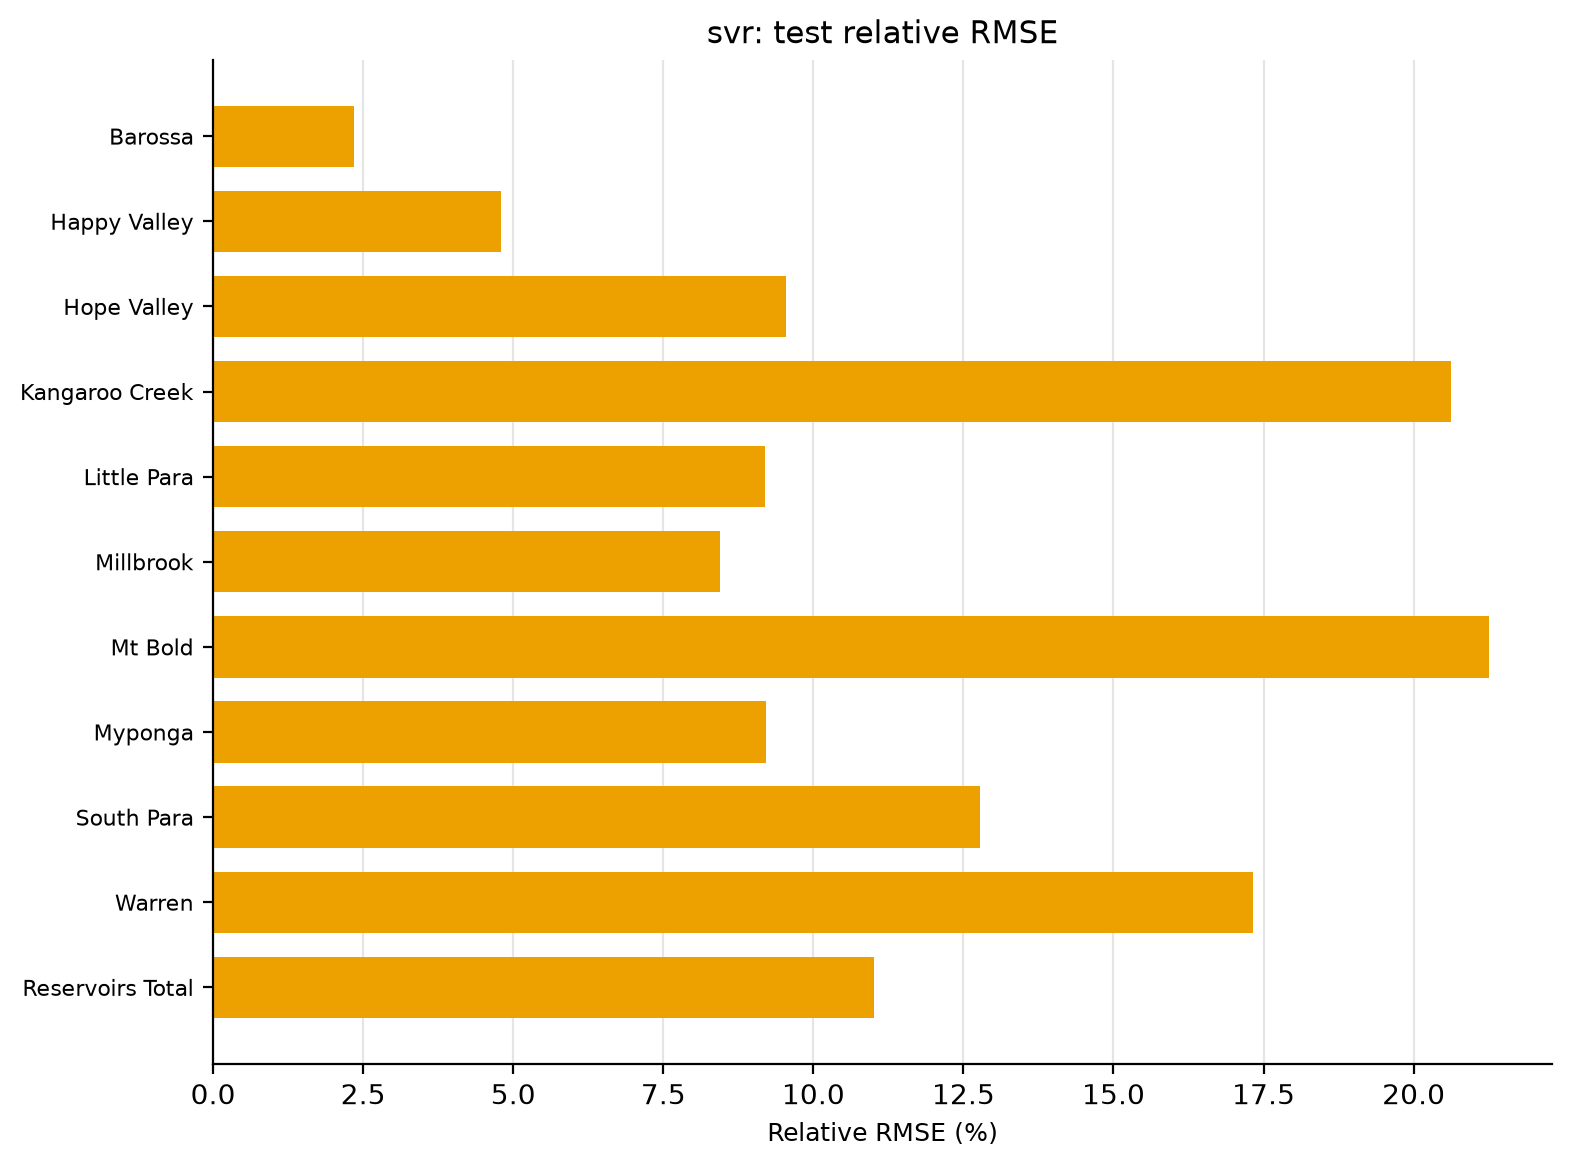 svr: test relative RMSE
Barossa
Happy Valley
Hope Valley
Kangaroo Creek
Little Para
Millbrook
Mt Bold
Myponga
South Para
Warren
Reservoirs Total
0.0 2.5 5.0 7.5 10.0 12.5 15.0 17.5 20.0
Relative RMSE (%)